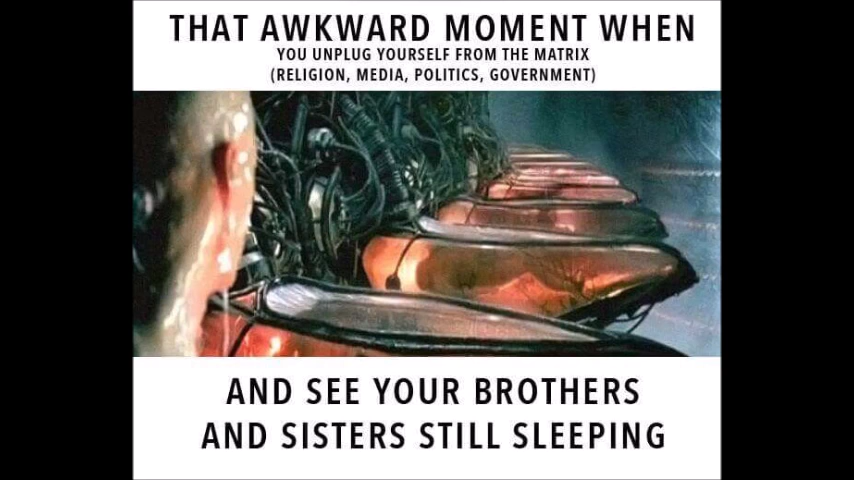 THAT AWKWARD MOMENT WHEN
YOU UNPLUG YOURSELF FROM THE MATRIX
(RELIGION, MEDIA, POLITICS, GOVERNMENT)
AND SEE YOUR BROTHERS
AND SISTERS STILL SLEEPING